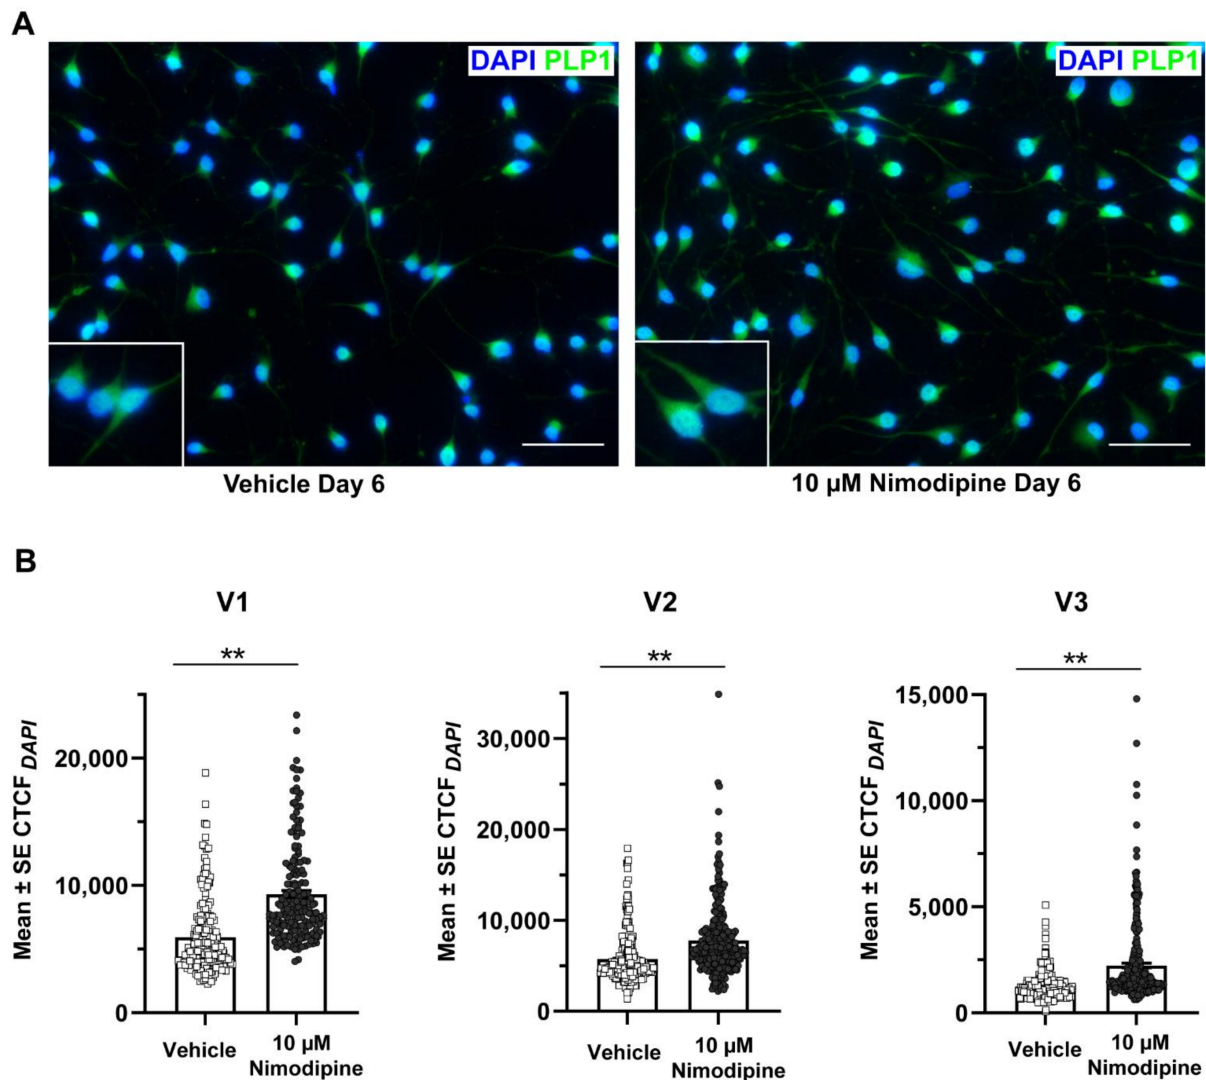 A
DAPI PLP1
DAPI PLP1
Vehicle Day 6
10 µM Nimodipine Day 6
B
V1
V2
V3
**
**
**
Mean ± SE CTCF DAPI
20,000
10,000
0
Vehicle
10 µM
Nimodipine
Mean ± SE CTCF DAPI
30,000
20,000
10,000
0
Vehicle
10 µM
Nimodipine
Mean ± SE CTCF DAPI
15,000
10,000
5,000
0
Vehicle
10 µM
Nimodipine